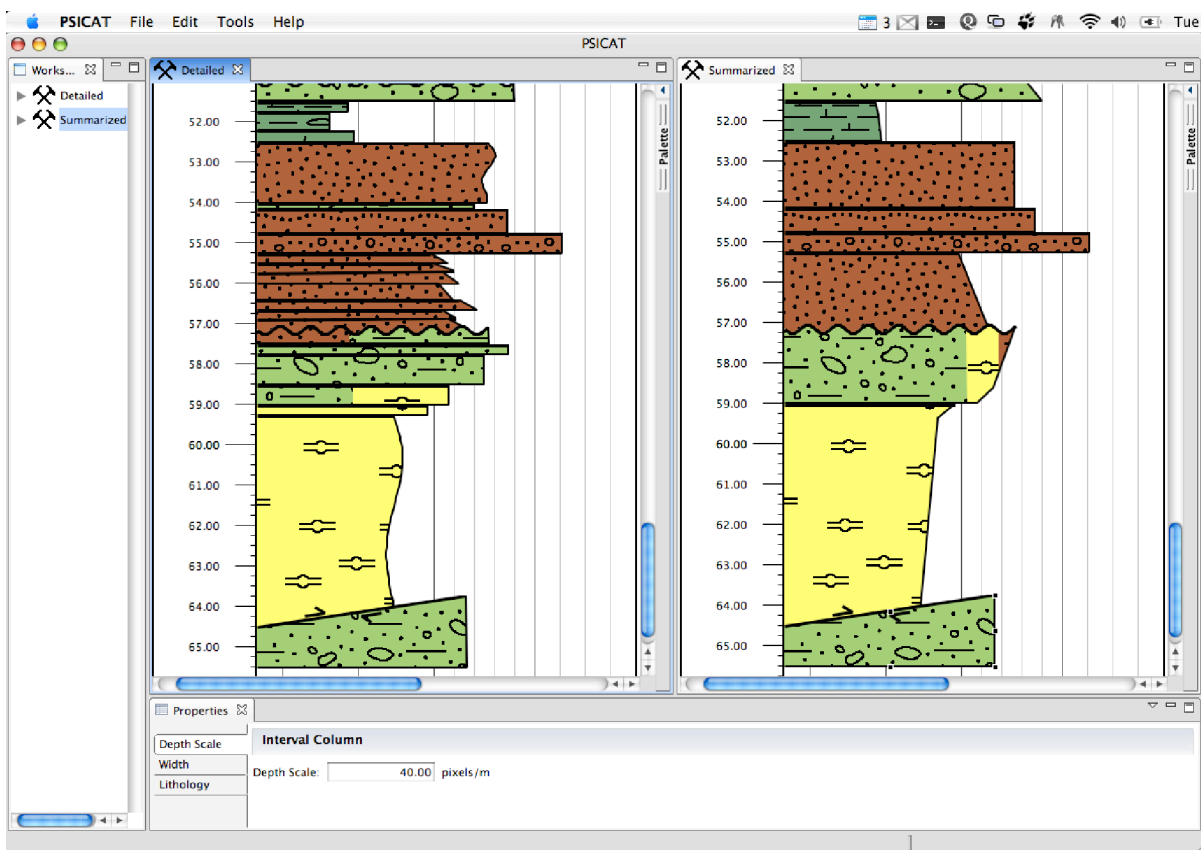 PSICAT File Edit Tools Help 3 Tue
PSICAT
Works...
Detailed
Summarized
Detailed
52.00
53.00
54.00
55.00
56.00
57.00
58.00
59.00
60.00
61.00
62.00
63.00
64.00
65.00
Palette
Summarized
52.00
53.00
54.00
55.00
56.00
57.00
58.00
59.00
60.00
61.00
62.00
63.00
64.00
65.00
Palette
Properties
Depth Scale
Width
Lithology
Interval Column
Depth Scale: 40.00 pixels/m